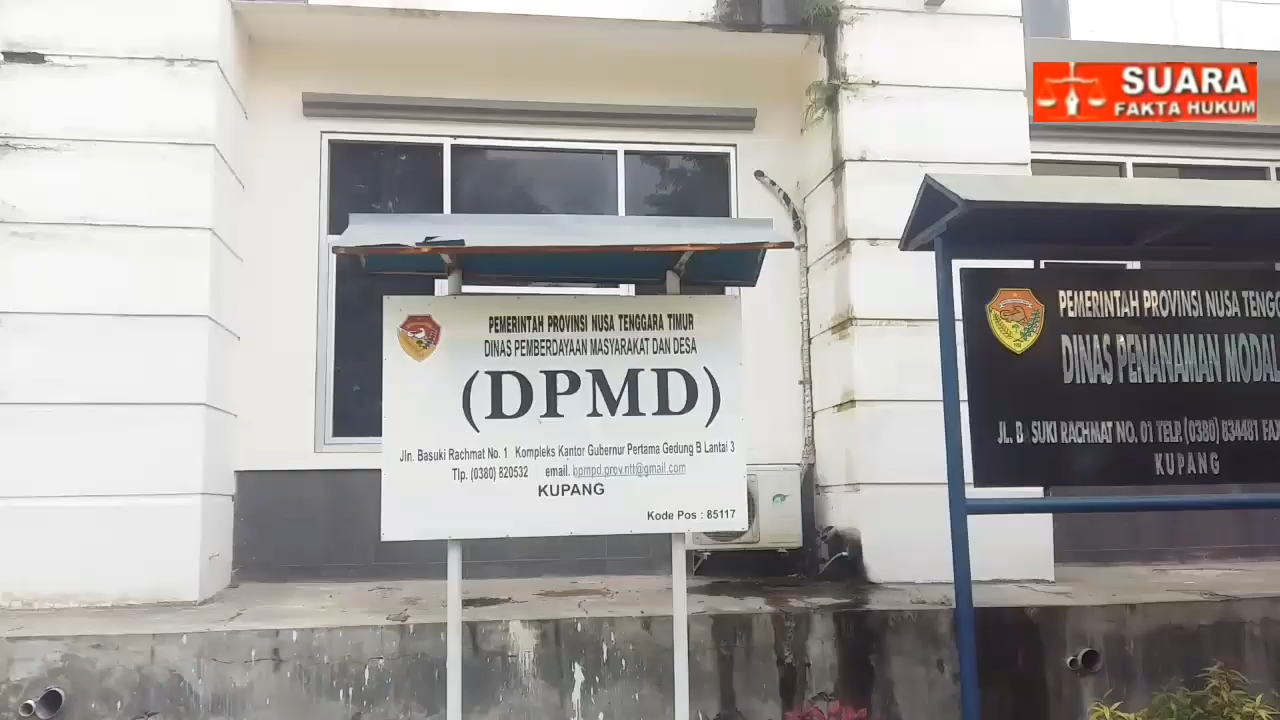 SUARA
FAKTA HUKUM
PEMERINTAH PROVINSI NUSA TENGGARA TIMUR
DINAS PEMBERDAYAAN MASYARAKAT DAN DESA
(DPMD)
Jln. Basuki Rachmat No. 1 Kompleks Kantor Gubernur Pertama Gedung B Lantai 3
Tlp. (0380) 820532 email. bpmpd.prov.ntt@gmail.com
KUPANG
Kode Pos : 85117
PEMERINTAH PROVINSI NUSA TENGG
DINAS PENANAMAN MODAL
JL. B SUKI RACHMAT NO. 01 TELP (0380) 834481 FAX
KUPANG